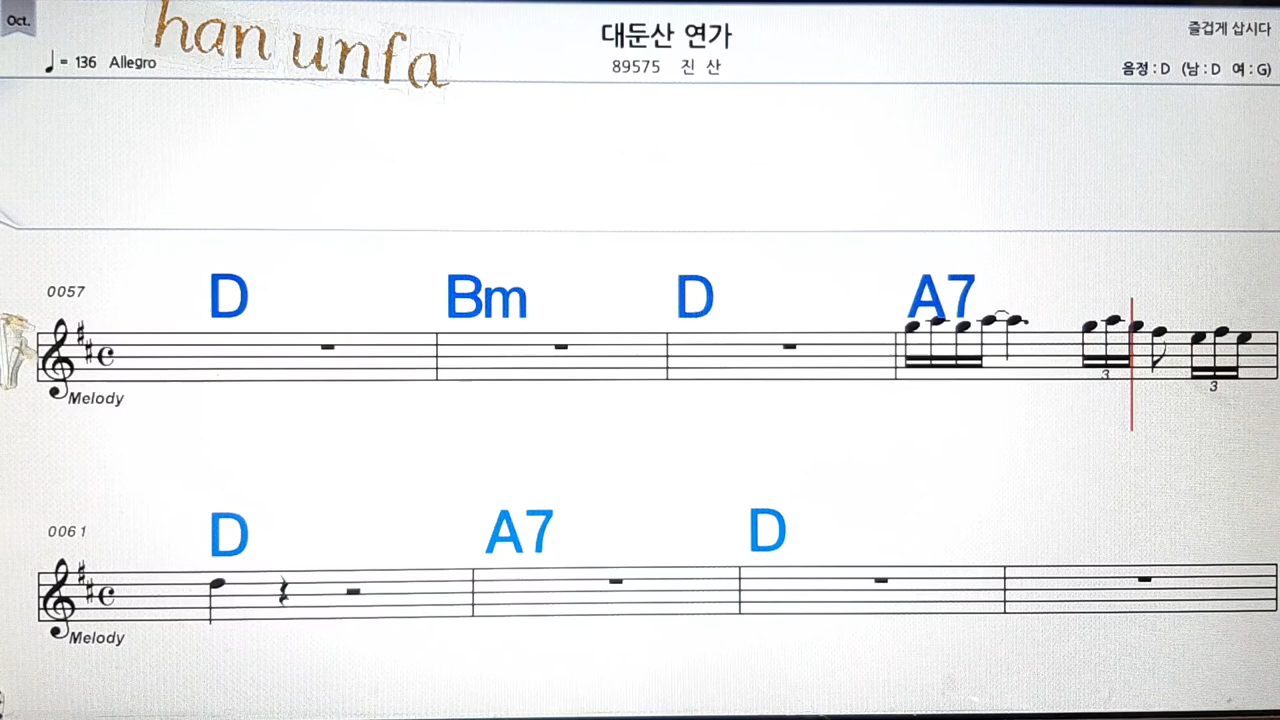 Oct.
han unfa
대둔산 연가
즐겁게 삽시다
♩ = 136 Allegro
89575 진 산
음정 : D (남 : D 여 : G)
D Bm D A7
0057
3
3
Melody
D A7 D
0061
Melody